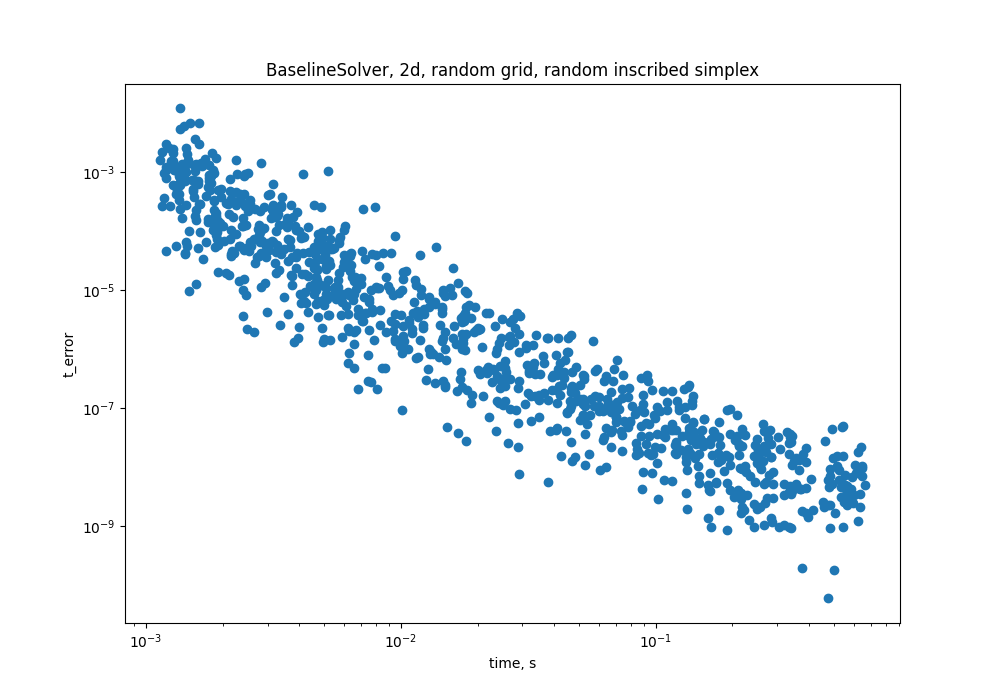 BaselineSolver, 2d, random grid, random inscribed simplex
t_error
10⁻³
10⁻⁵
10⁻⁷
10⁻⁹
10⁻³ 10⁻² 10⁻¹
time, s